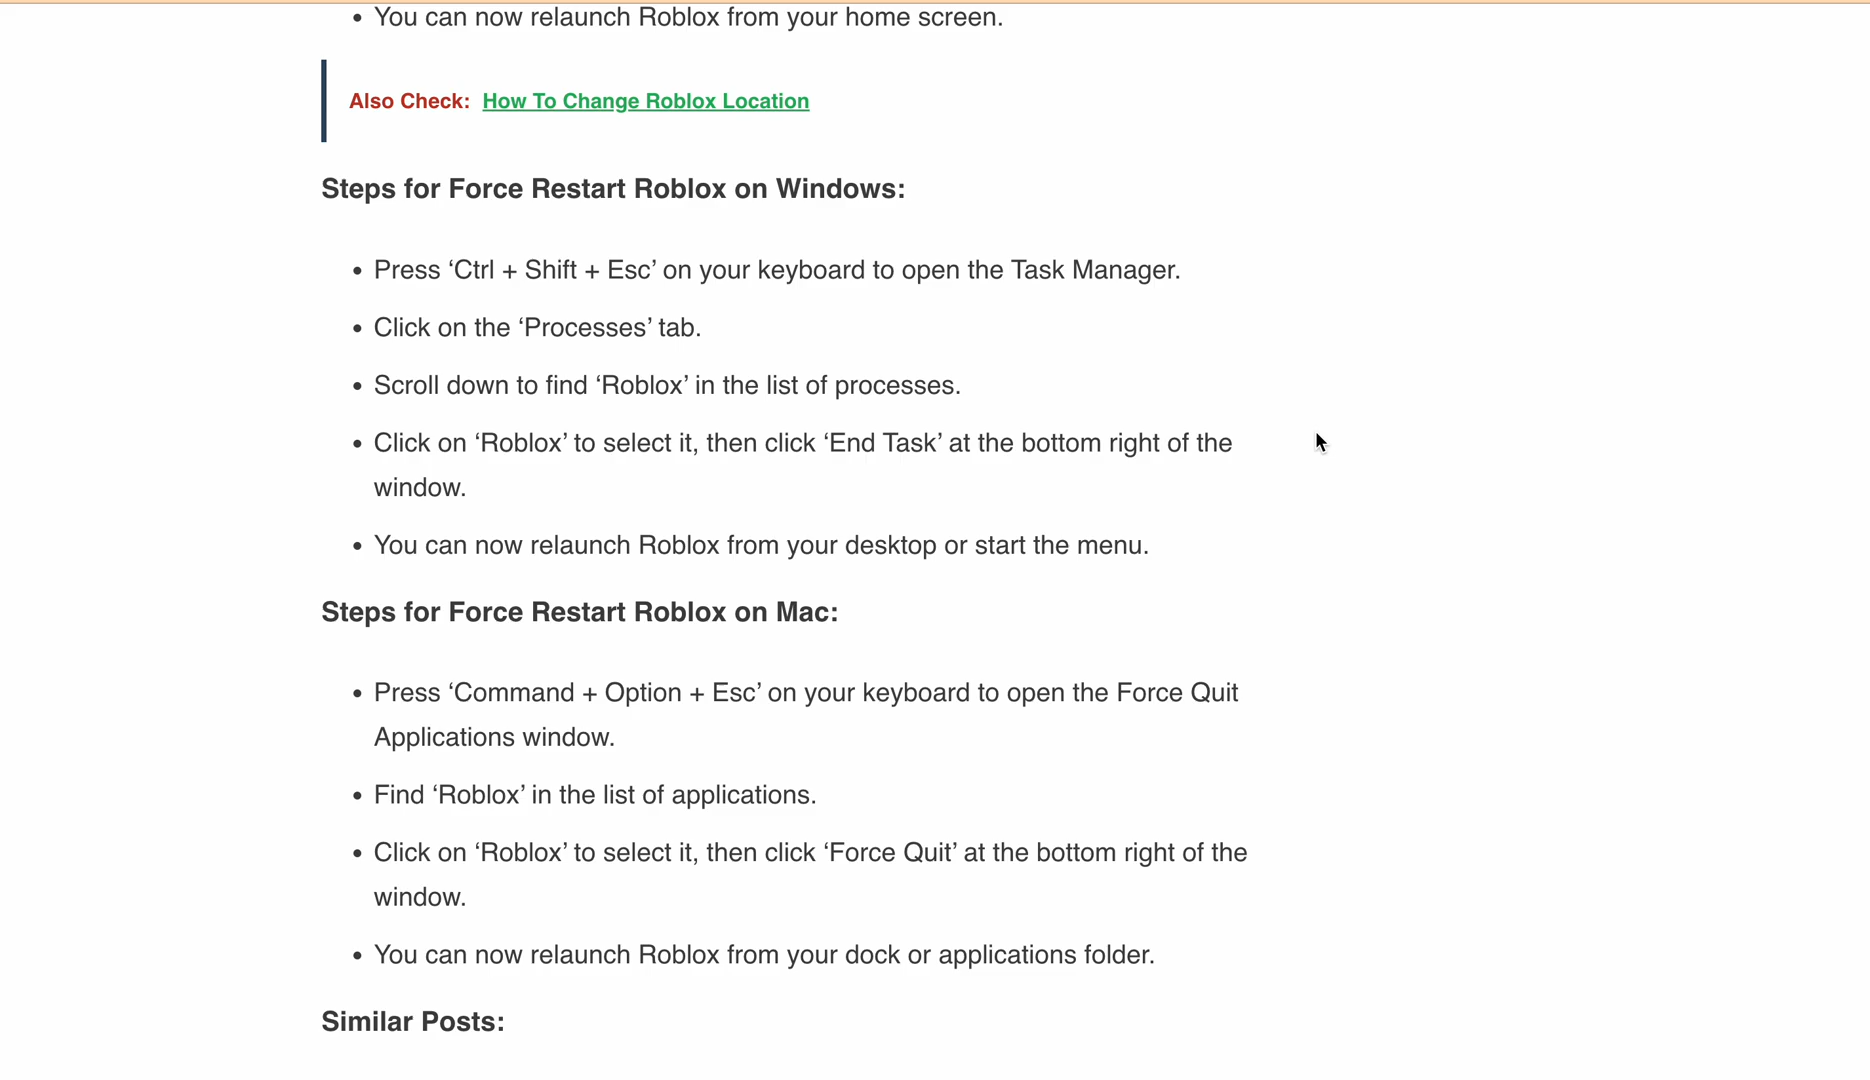 • You can now relaunch Roblox from your home screen.
Also Check: How To Change Roblox Location
Steps for Force Restart Roblox on Windows:
• Press ‘Ctrl + Shift + Esc’ on your keyboard to open the Task Manager.
• Click on the ‘Processes’ tab.
• Scroll down to find ‘Roblox’ in the list of processes.
• Click on ‘Roblox’ to select it, then click ‘End Task’ at the bottom right of the
window.
• You can now relaunch Roblox from your desktop or start the menu.
Steps for Force Restart Roblox on Mac:
• Press ‘Command + Option + Esc’ on your keyboard to open the Force Quit
Applications window.
• Find ‘Roblox’ in the list of applications.
• Click on ‘Roblox’ to select it, then click ‘Force Quit’ at the bottom right of the
window.
• You can now relaunch Roblox from your dock or applications folder.
Similar Posts: